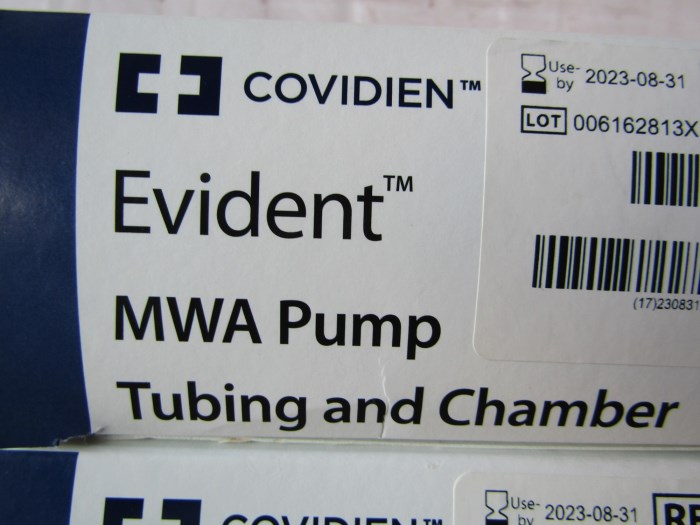 COVIDIEN™
Evident™
MWA Pump
Tubing and Chamber
Use-by 2023-08-31
LOT 006162813X
(17)230831
COVIDIEN™
Use-by 2023-08-31